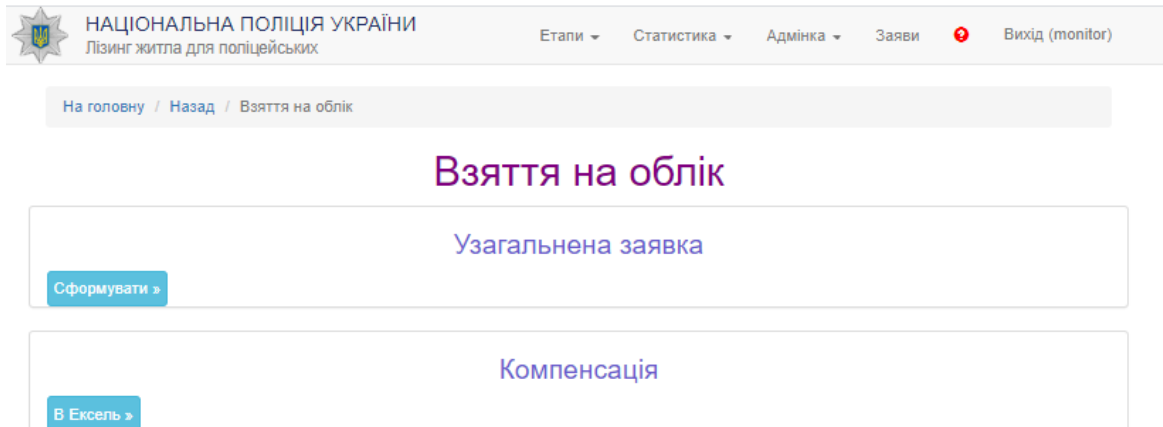 НАЦІОНАЛЬНА ПОЛІЦІЯ УКРАЇНИ
Лізинг житла для поліцейських
Етапи Статистика Адмінка Заяви ? Вихід (monitor)
На головну / Назад / Взяття на облік
Взяття на облік
Узагальнена заявка
Сформувати »
Компенсація
В Ексель »